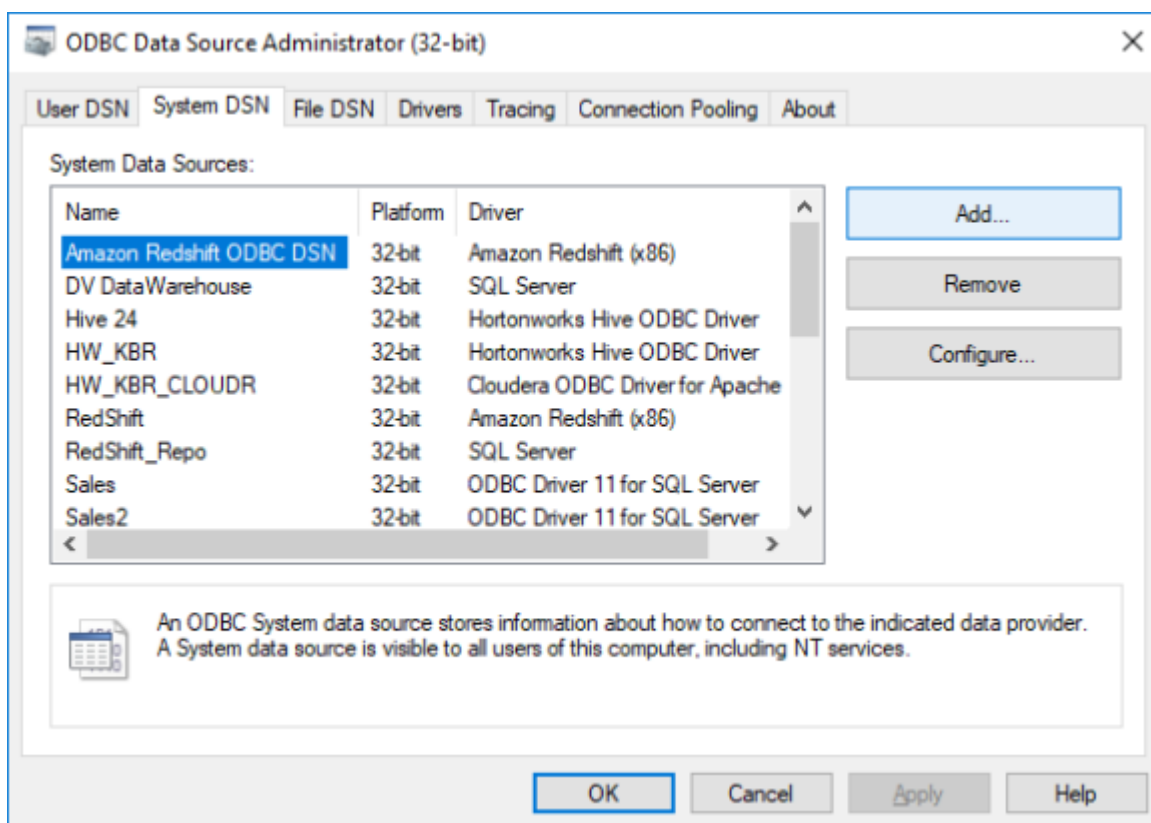 ODBC Data Source Administrator (32-bit)
User DSN System DSN File DSN Drivers Tracing Connection Pooling About
System Data Sources:
Name Platform Driver
Amazon Redshift ODBC DSN 32-bit Amazon Redshift (x86)
DV DataWarehouse 32-bit SQL Server
Hive 24 32-bit Hortonworks Hive ODBC Driver
HW_KBR 32-bit Hortonworks Hive ODBC Driver
HW_KBR_CLOUDR 32-bit Cloudera ODBC Driver for Apache
RedShift 32-bit Amazon Redshift (x86)
RedShift_Repo 32-bit SQL Server
Sales 32-bit ODBC Driver 11 for SQL Server
Sales2 32-bit ODBC Driver 11 for SQL Server
Add...
Remove
Configure...
An ODBC System data source stores information about how to connect to the indicated data provider.
A System data source is visible to all users of this computer, including NT services.
OK Cancel Apply Help